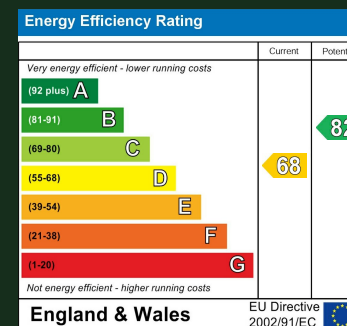 Energy Efficiency Rating
Current
Very energy efficient - lower running costs
(92 plus) A
(81-91) B
(69-80) C
(55-68) D
68
(39-54) E
(21-38) F
(1-20) G
Not energy efficient - higher running costs
England & Wales
EU Directive
2002/91/EC